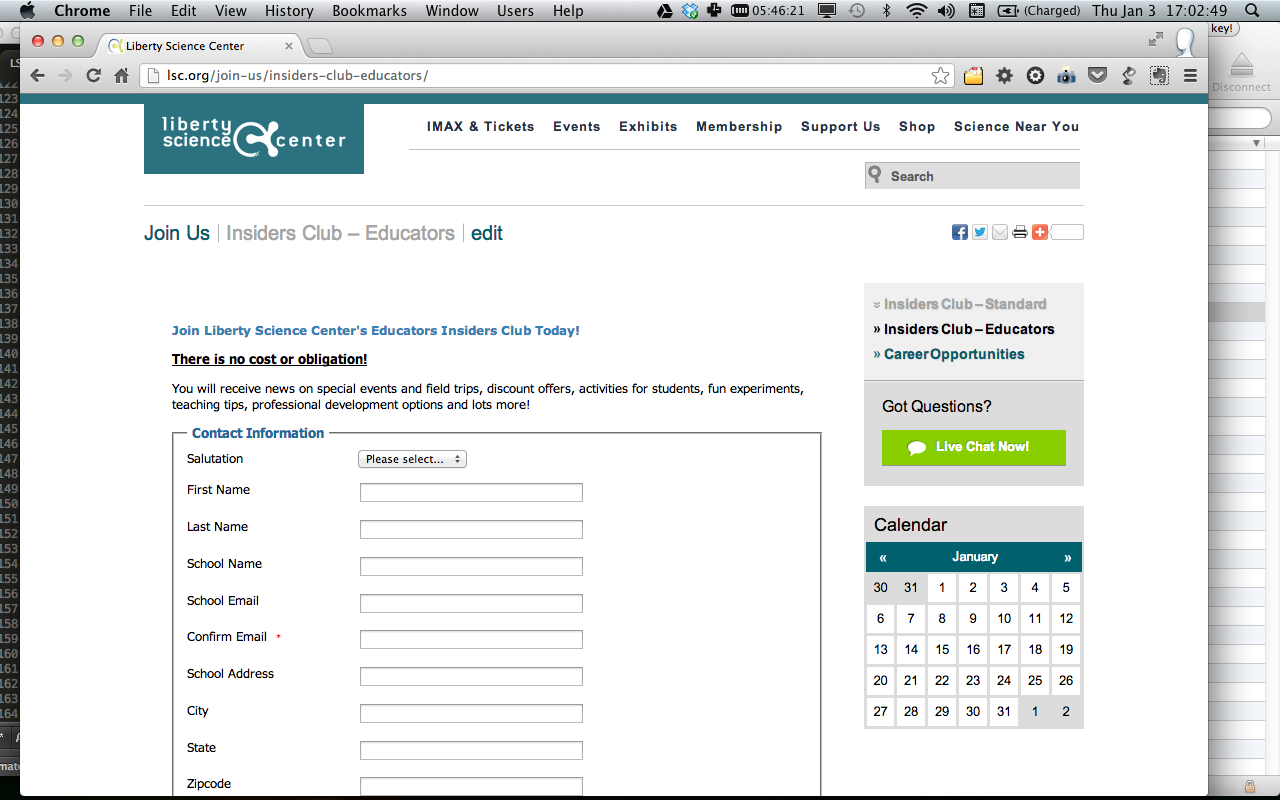 Chrome File Edit View History Bookmarks Window Users Help 05:46:21 (Charged) Thu Jan 3 17:02:49
Liberty Science Center
key!
lsc.org/join-us/insiders-club-educators/
Disconnect
liberty
science center
IMAX & Tickets Events Exhibits Membership Support Us Shop Science Near You
Search
Join Us | Insiders Club – Educators | edit
Join Liberty Science Center's Educators Insiders Club Today!
There is no cost or obligation!
You will receive news on special events and field trips, discount offers, activities for students, fun experiments,
teaching tips, professional development options and lots more!
Contact Information
Salutation Please select...
First Name
Last Name
School Name
School Email
Confirm Email *
School Address
City
State
Zipcode
Insiders Club – Standard
» Insiders Club – Educators
» Career Opportunities
Got Questions?
Live Chat Now!
Calendar
« January »
30 31 1 2 3 4 5
6 7 8 9 10 11 12
13 14 15 16 17 18 19
20 21 22 23 24 25 26
27 28 29 30 31 1 2
123
124
125
126
127
128
129
130
131
132
133
134
135
136
137
138
139
140
141
142
143
144
145
146
147
148
149
150
151
152
153
154
155
156
157
158
159
160
161
162
163
164